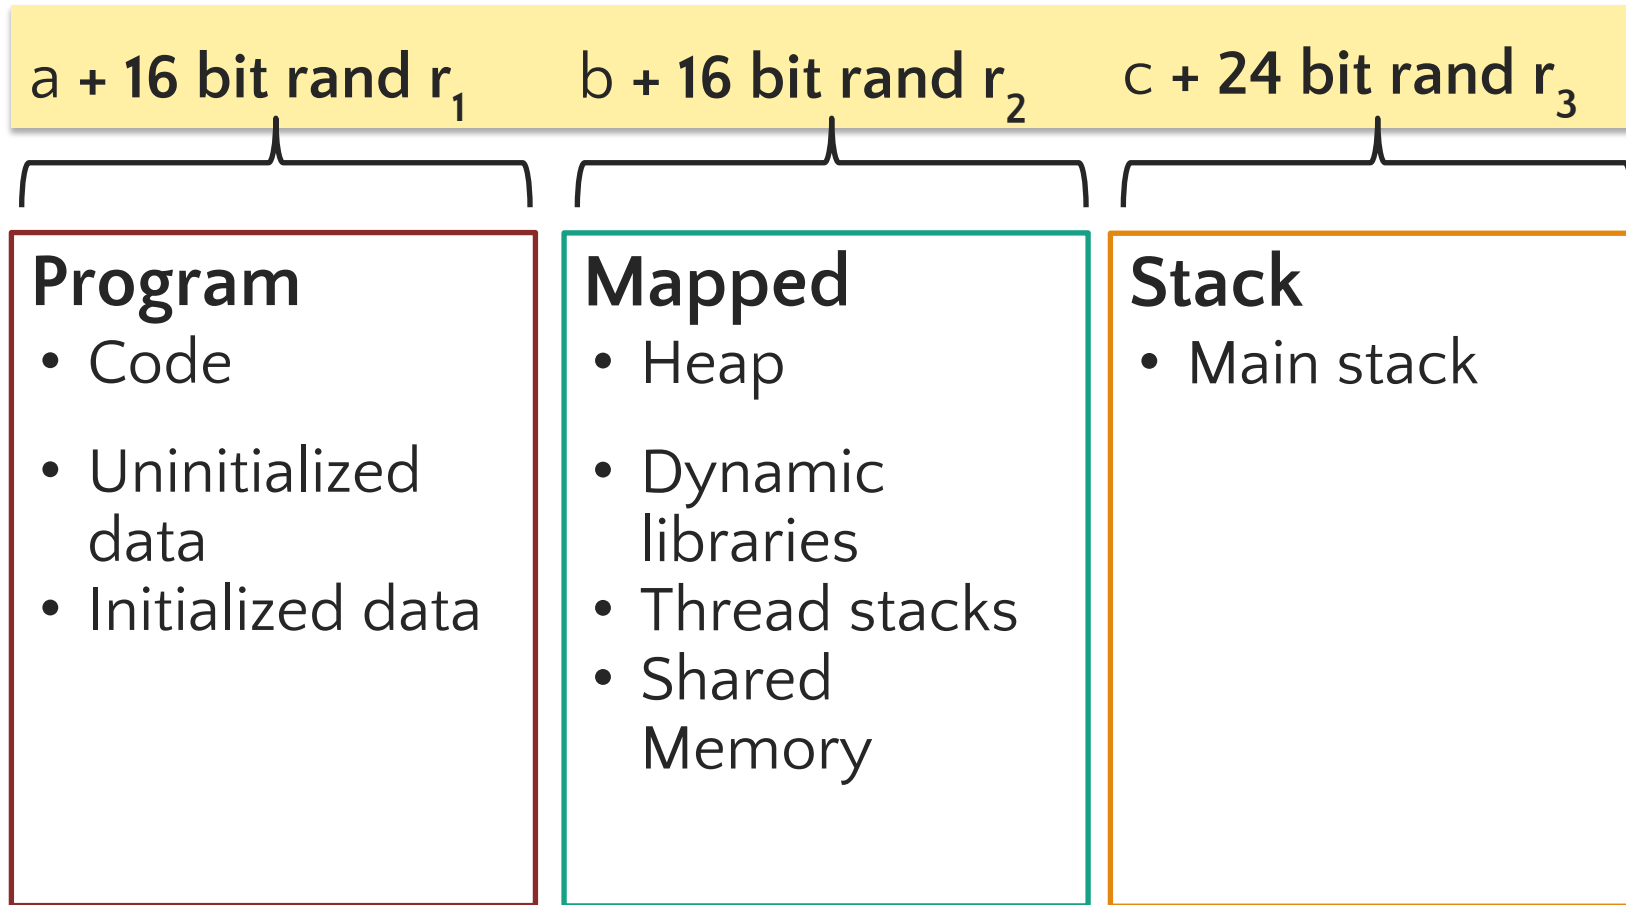 a + 16 bit rand r₁
b + 16 bit rand r₂
c + 24 bit rand r₃
Program
• Code
• Uninitialized
data
• Initialized data
Mapped
• Heap
• Dynamic
libraries
• Thread stacks
• Shared
Memory
Stack
• Main stack